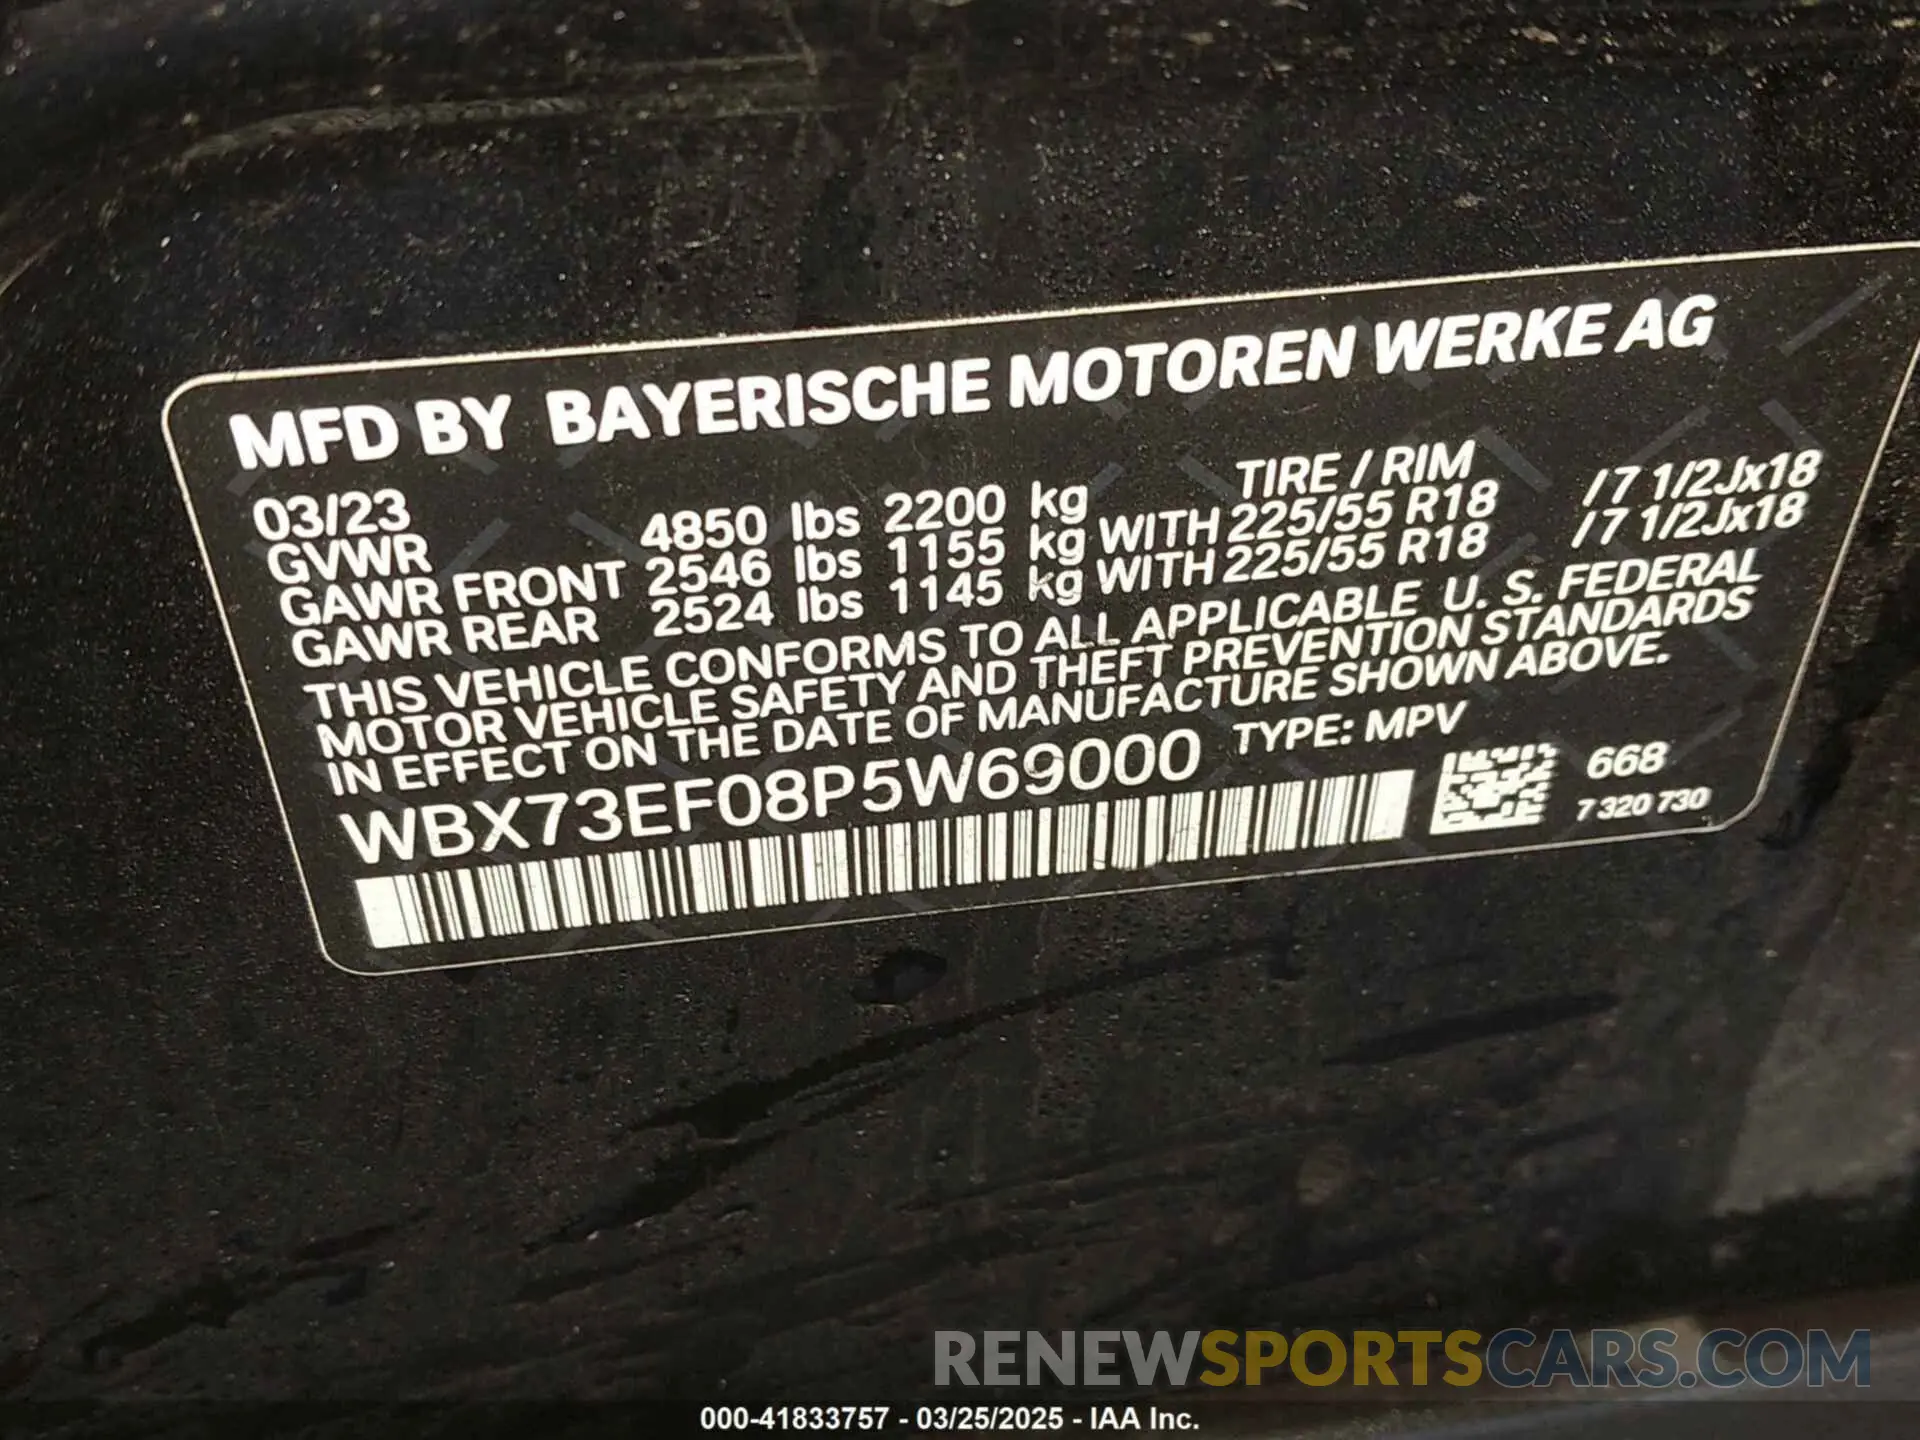 MFD BY BAYERISCHE MOTOREN WERKE AG
03/23 TIRE / RIM
GVWR 4850 lbs 2200 kg
GAWR FRONT 2546 lbs 1155 kg WITH 225/55 R18 / 7 1/2Jx18
GAWR REAR 2524 lbs 1145 kg WITH 225/55 R18 / 7 1/2Jx18
THIS VEHICLE CONFORMS TO ALL APPLICABLE U. S. FEDERAL
MOTOR VEHICLE SAFETY AND THEFT PREVENTION STANDARDS
IN EFFECT ON THE DATE OF MANUFACTURE SHOWN ABOVE.
WBX73EF08P5W69000 TYPE: MPV
668
7 320 730
RENEWSPORTSCARS.COM
000-41833757 - 03/25/2025 - IAA Inc.